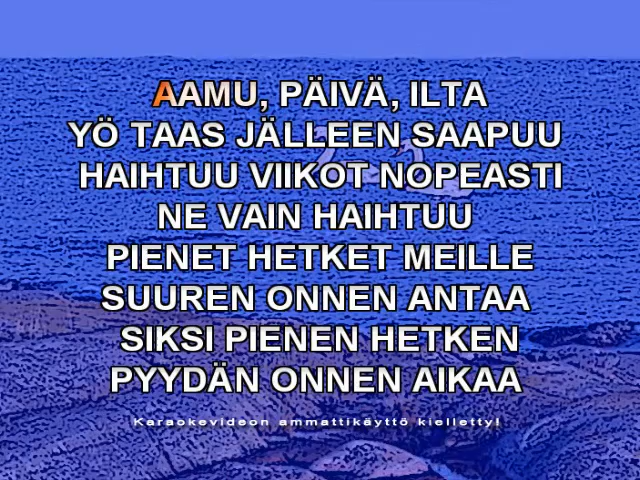 AAMU, PÄIVÄ, ILTA
YÖ TAAS JÄLLEEN SAAPUU
HAIHTUU VIIKOT NOPEASTI
NE VAIN HAIHTUU
PIENET HETKET MEILLE
SUUREN ONNEN ANTAA
SIKSI PIENEN HETKEN
PYYDÄN ONNEN AIKAA
Karaokevideon ammattikäyttö kielletty!